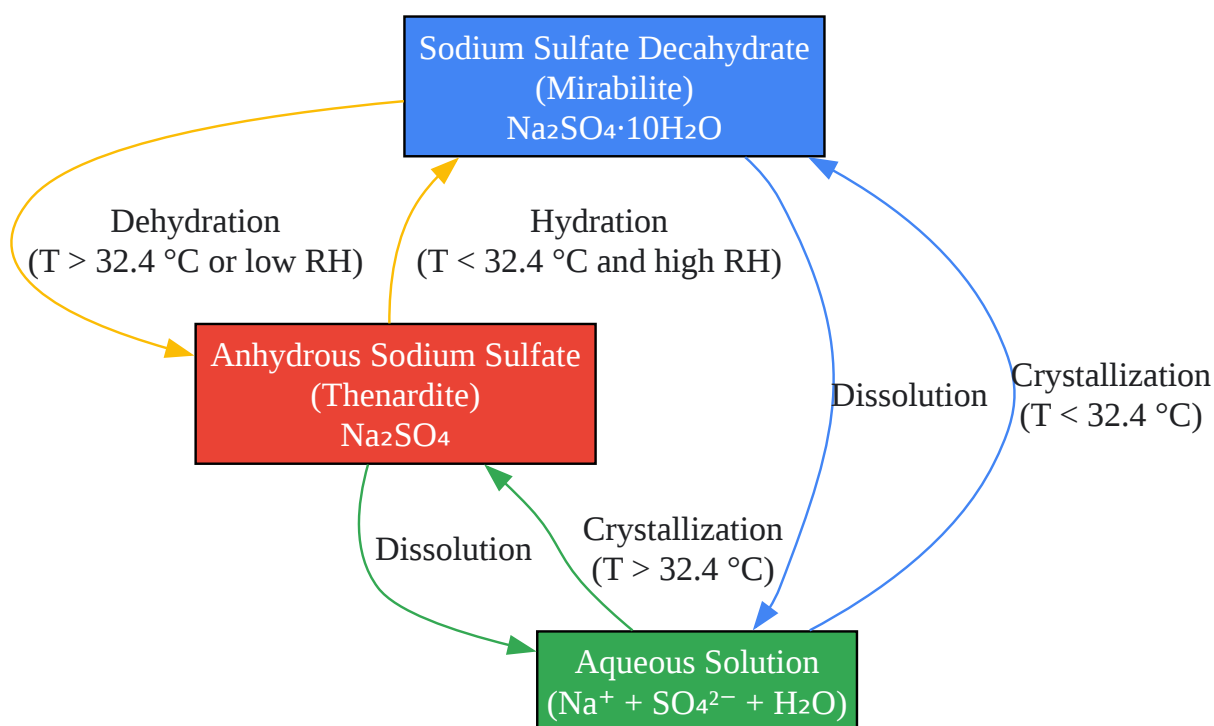 Sodium Sulfate Decahydrate
(Mirabilite)
Na₂SO₄·10H₂O
Dehydration
(T > 32.4 °C or low RH)
Hydration
(T < 32.4 °C and high RH)
Anhydrous Sodium Sulfate
(Thenardite)
Na₂SO₄
Dissolution
Crystallization
(T < 32.4 °C)
Dissolution
Crystallization
(T > 32.4 °C)
Aqueous Solution
(Na⁺ + SO₄²⁻ + H₂O)